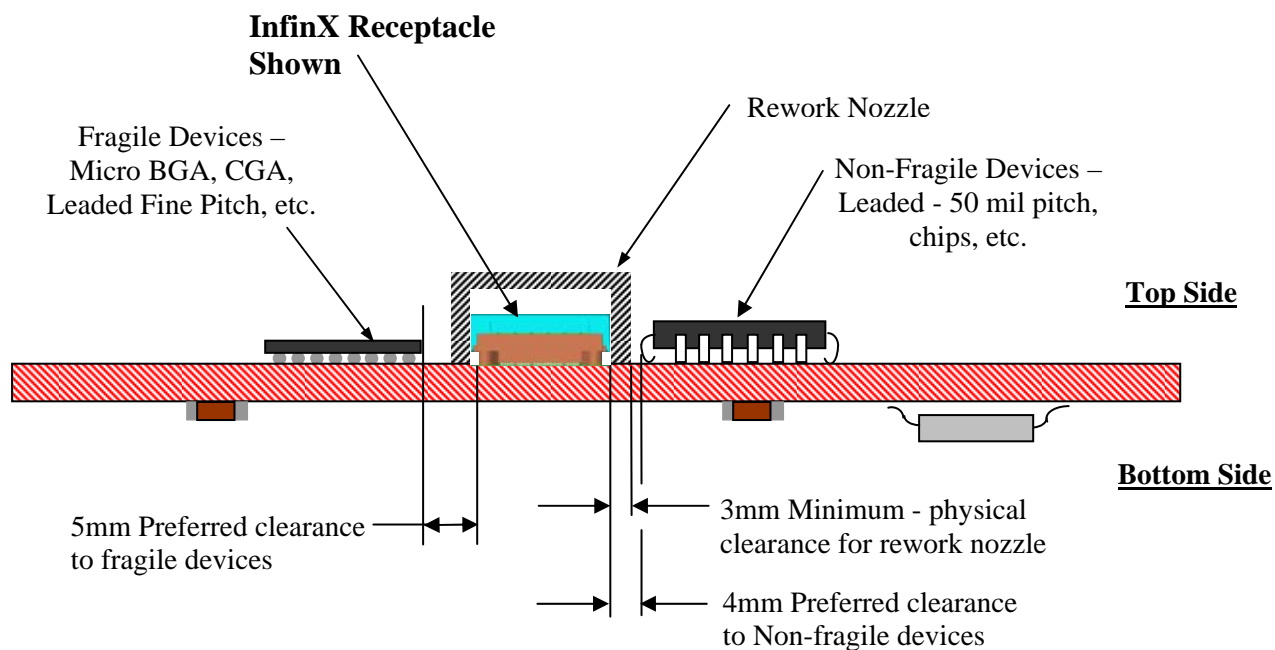 InfinX Receptacle
Shown
Rework Nozzle
Fragile Devices –
Micro BGA, CGA,
Leaded Fine Pitch, etc.
Non-Fragile Devices –
Leaded - 50 mil pitch,
chips, etc.
Top Side
Bottom Side
5mm Preferred clearance
to fragile devices
3mm Minimum - physical
clearance for rework nozzle
4mm Preferred clearance
to Non-fragile devices